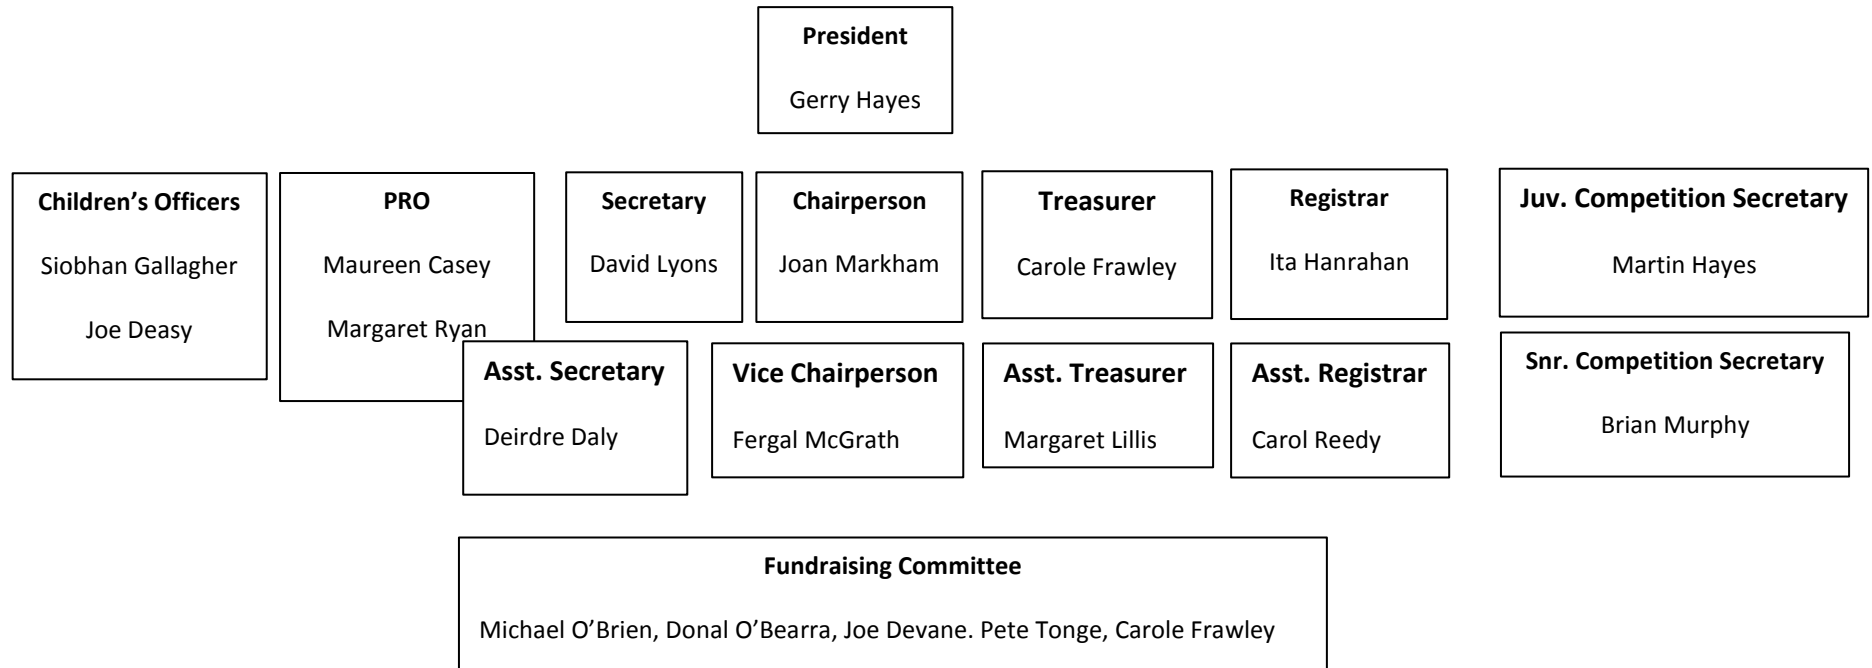 President
Gerry Hayes
Children's Officers
Siobhan Gallagher
Joe Deasy
PRO
Maureen Casey
Margaret Ryan
Secretary
David Lyons
Chairperson
Joan Markham
Treasurer
Carole Frawley
Registrar
Ita Hanrahan
Juv. Competition Secretary
Martin Hayes
Asst. Secretary
Deirdre Daly
Vice Chairperson
Fergal McGrath
Asst. Treasurer
Margaret Lillis
Asst. Registrar
Carol Reedy
Snr. Competition Secretary
Brian Murphy
Fundraising Committee
Michael O’Brien, Donal O’Bearra, Joe Devane. Pete Tonge, Carole Frawley